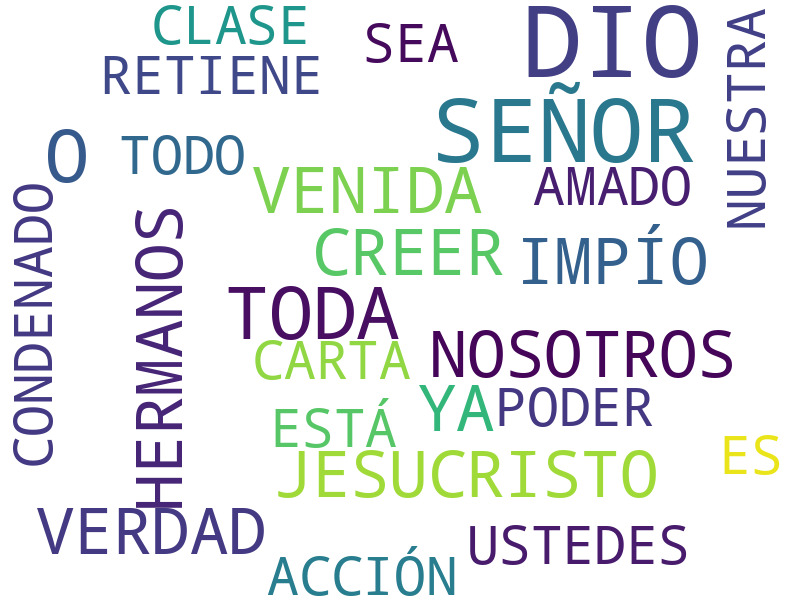 CLASE
SEA
DIO
NUESTRA
RETIENE
SEÑOR
O
TODO
VENIDA
AMADO
CONDENADO
HERMANOS
CREER
IMPÍO
TODA
CARTA
NOSOTROS
YA
PODER
ESTÁ
ES
JESUCRISTO
VERDAD
USTEDES
ACCIÓN